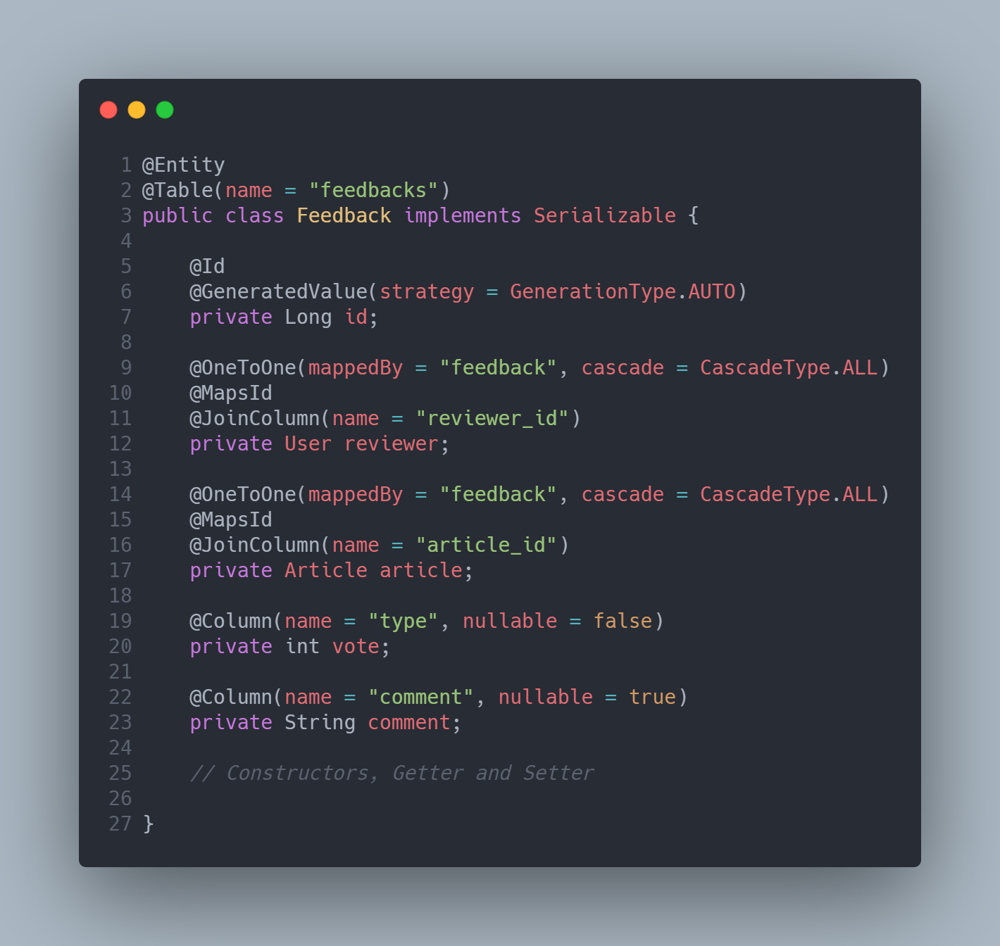 1 @Entity
2 @Table(name = "feedbacks")
3 public class Feedback implements Serializable {
4
5     @Id
6     @GeneratedValue(strategy = GenerationType.AUTO)
7     private Long id;
8
9     @OneToOne(mappedBy = "feedback", cascade = CascadeType.ALL)
10     @MapsId
11     @JoinColumn(name = "reviewer_id")
12     private User reviewer;
13
14     @OneToOne(mappedBy = "feedback", cascade = CascadeType.ALL)
15     @MapsId
16     @JoinColumn(name = "article_id")
17     private Article article;
18
19     @Column(name = "type", nullable = false)
20     private int vote;
21
22     @Column(name = "comment", nullable = true)
23     private String comment;
24
25     // Constructors, Getter and Setter
26
27 }